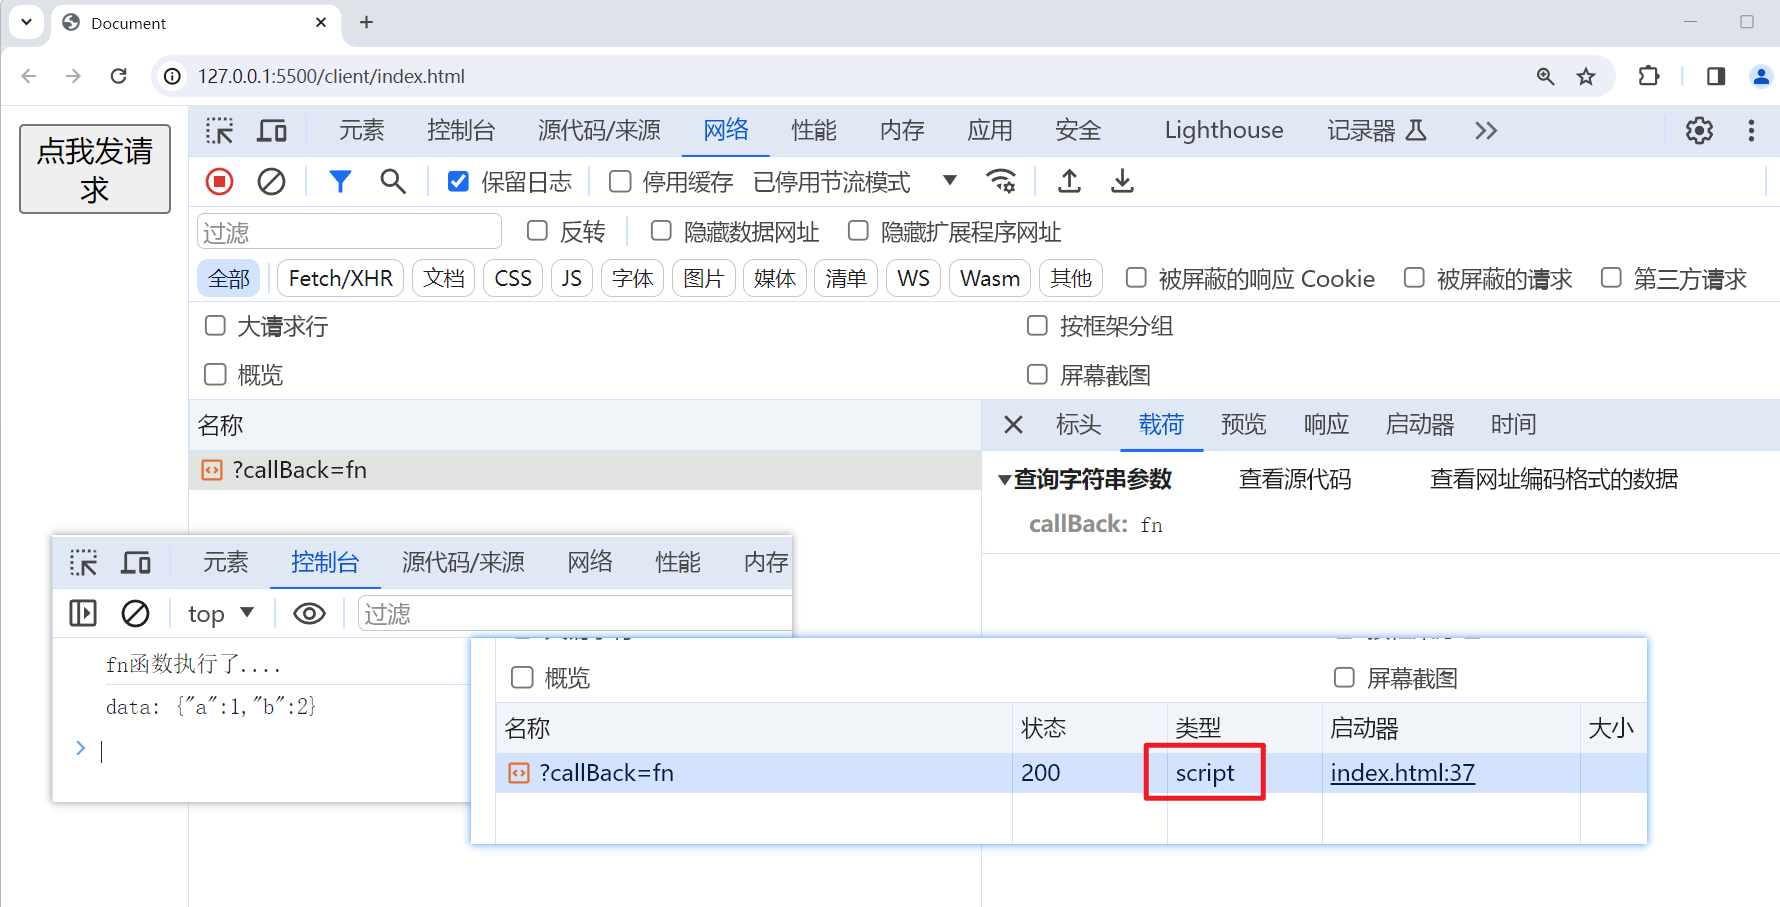 Document
127.0.0.1:5500/client/index.html
点我发请
求
元素 控制台 源代码/来源 网络 性能 内存 应用 安全 Lighthouse 记录器
保留日志 停用缓存 已停用节流模式
过滤 反转 隐藏数据网址 隐藏扩展程序网址
全部 Fetch/XHR 文档 CSS JS 字体 图片 媒体 清单 WS Wasm 其他 被屏蔽的响应 Cookie 被屏蔽的请求 第三方请求
大请求行 按框架分组
概览 屏幕截图
名称
?callBack=fn
标头 载荷 预览 响应 启动器 时间
查询字符串参数 查看源代码 查看网址编码格式的数据
callBack: fn
元素 控制台 源代码/来源 网络 性能 内存
top 过滤
fn函数执行了....
data: {"a":1,"b":2}
概览 屏幕截图
名称 状态 类型 启动器 大小
?callBack=fn 200 script index.html:37